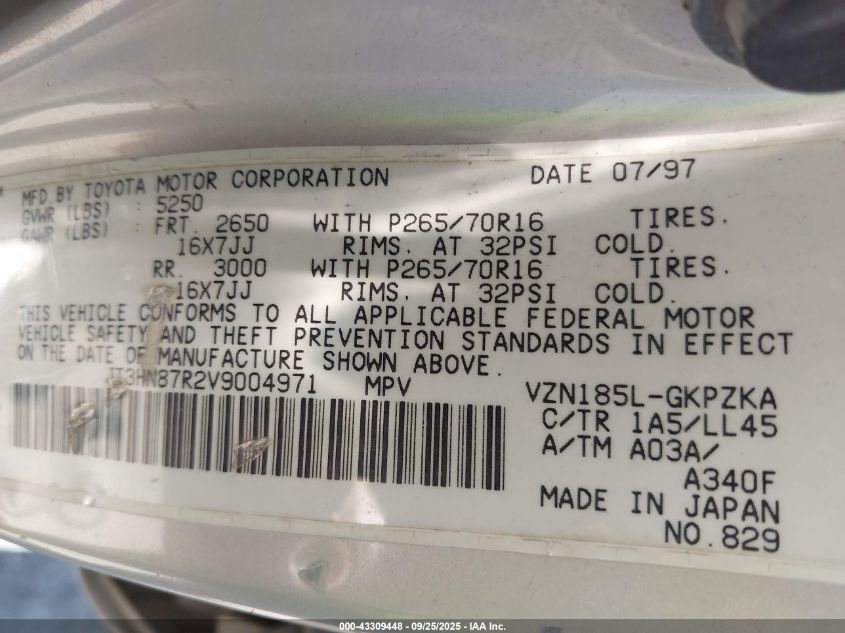 MFD BY TOYOTA MOTOR CORPORATION DATE 07/97
GVWR (LBS) : 5250
GAWR (LBS) : FRT. 2650 WITH P265/70R16 TIRES.
16X7JJ RIMS. AT 32PSI COLD.
RR. 3000 WITH P265/70R16 TIRES.
16X7JJ RIMS. AT 32PSI COLD.
THIS VEHICLE CONFORMS TO ALL APPLICABLE FEDERAL MOTOR
VEHICLE SAFETY AND THEFT PREVENTION STANDARDS IN EFFECT
ON THE DATE OF MANUFACTURE SHOWN ABOVE.
JT3HN87R2V9004971 MPV VZN185L-GKPZKA
C/TR 1A5/LL45
A/TM A03A/
A340F
MADE IN JAPAN
NO.829
000-43309448 - 09/25/2025 - IAA Inc.